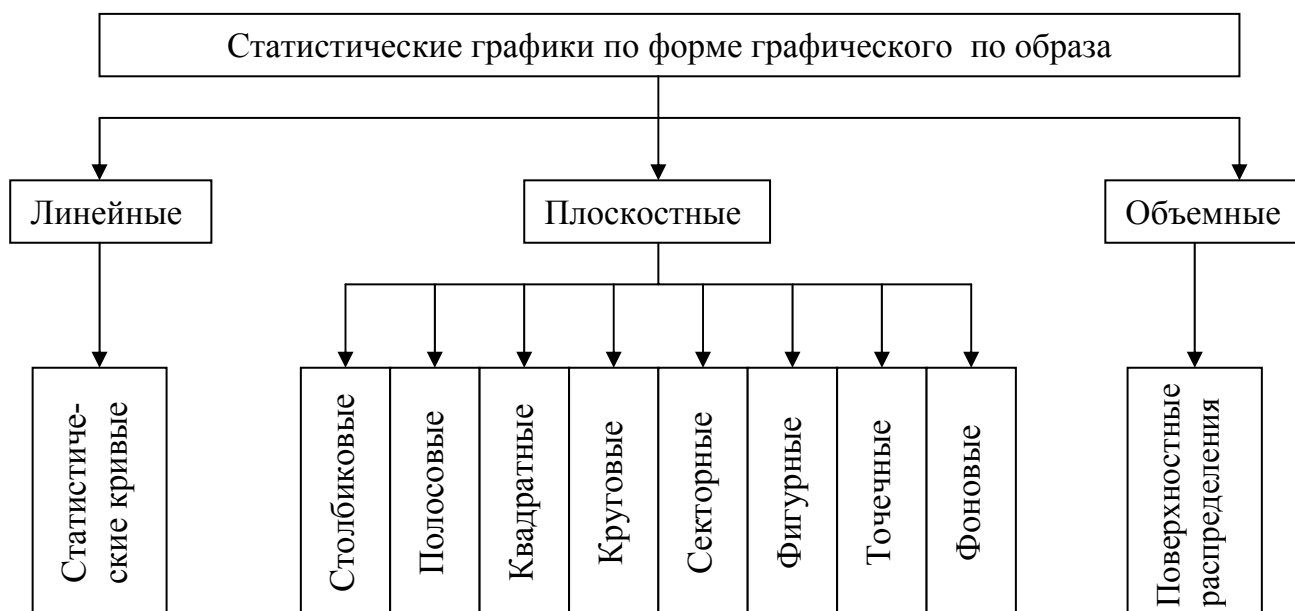 Статистические графики по форме графического по образа
Линейные
Плоскостные
Объемные
Статистиче-
ские кривые
Столбиковые
Полосовые
Квадратные
Круговые
Секторные
Фигурные
Точечные
Фоновые
Поверхностные
распределения